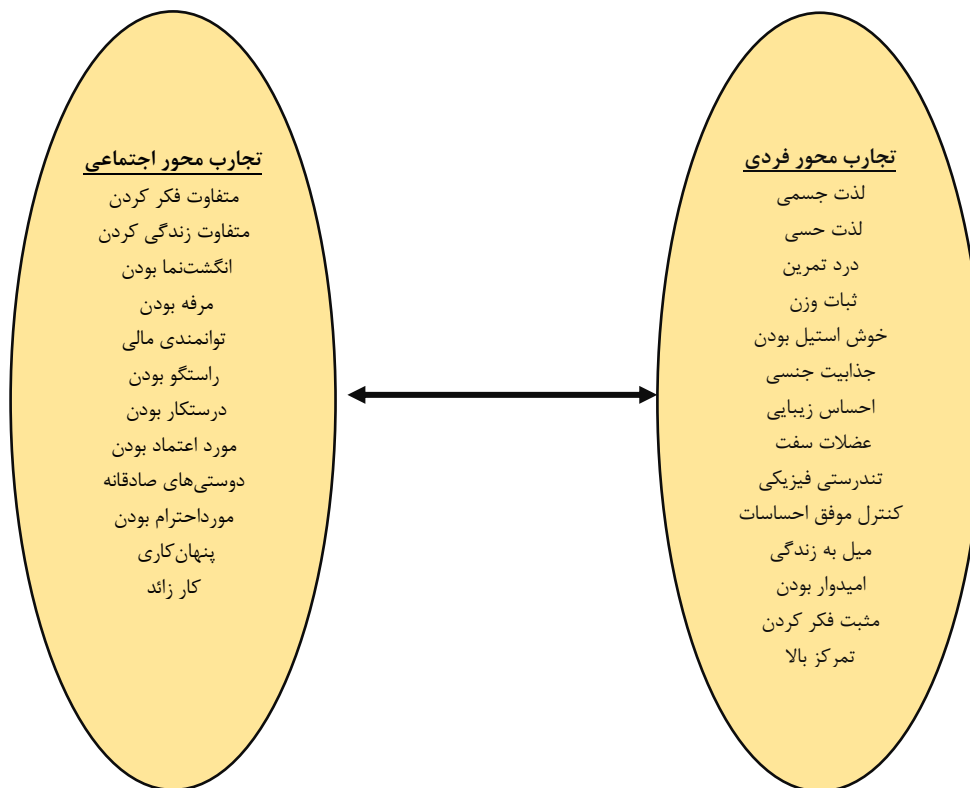 تجارب محور فردی
لذت جسمی
لذت حسی
درد تمرین
ثبات وزن
خوش استیل بودن
جذابیت جنسی
احساس زیبایی
عضلات سفت
تندرستی فیزیکی
کنترل موفق احساسات
میل به زندگی
امیدوار بودن
مثبت فکر کردن
تمرکز بالا
تجارب محور اجتماعی
متفاوت فکر کردن
متفاوت زندگی کردن
انگشت‌نما بودن
مرفه بودن
توانمندی مالی
راستگو بودن
درستکار بودن
مورد اعتماد بودن
دوستی‌های صادقانه
مورداحترام بودن
پنهان‌کاری
کار زائد